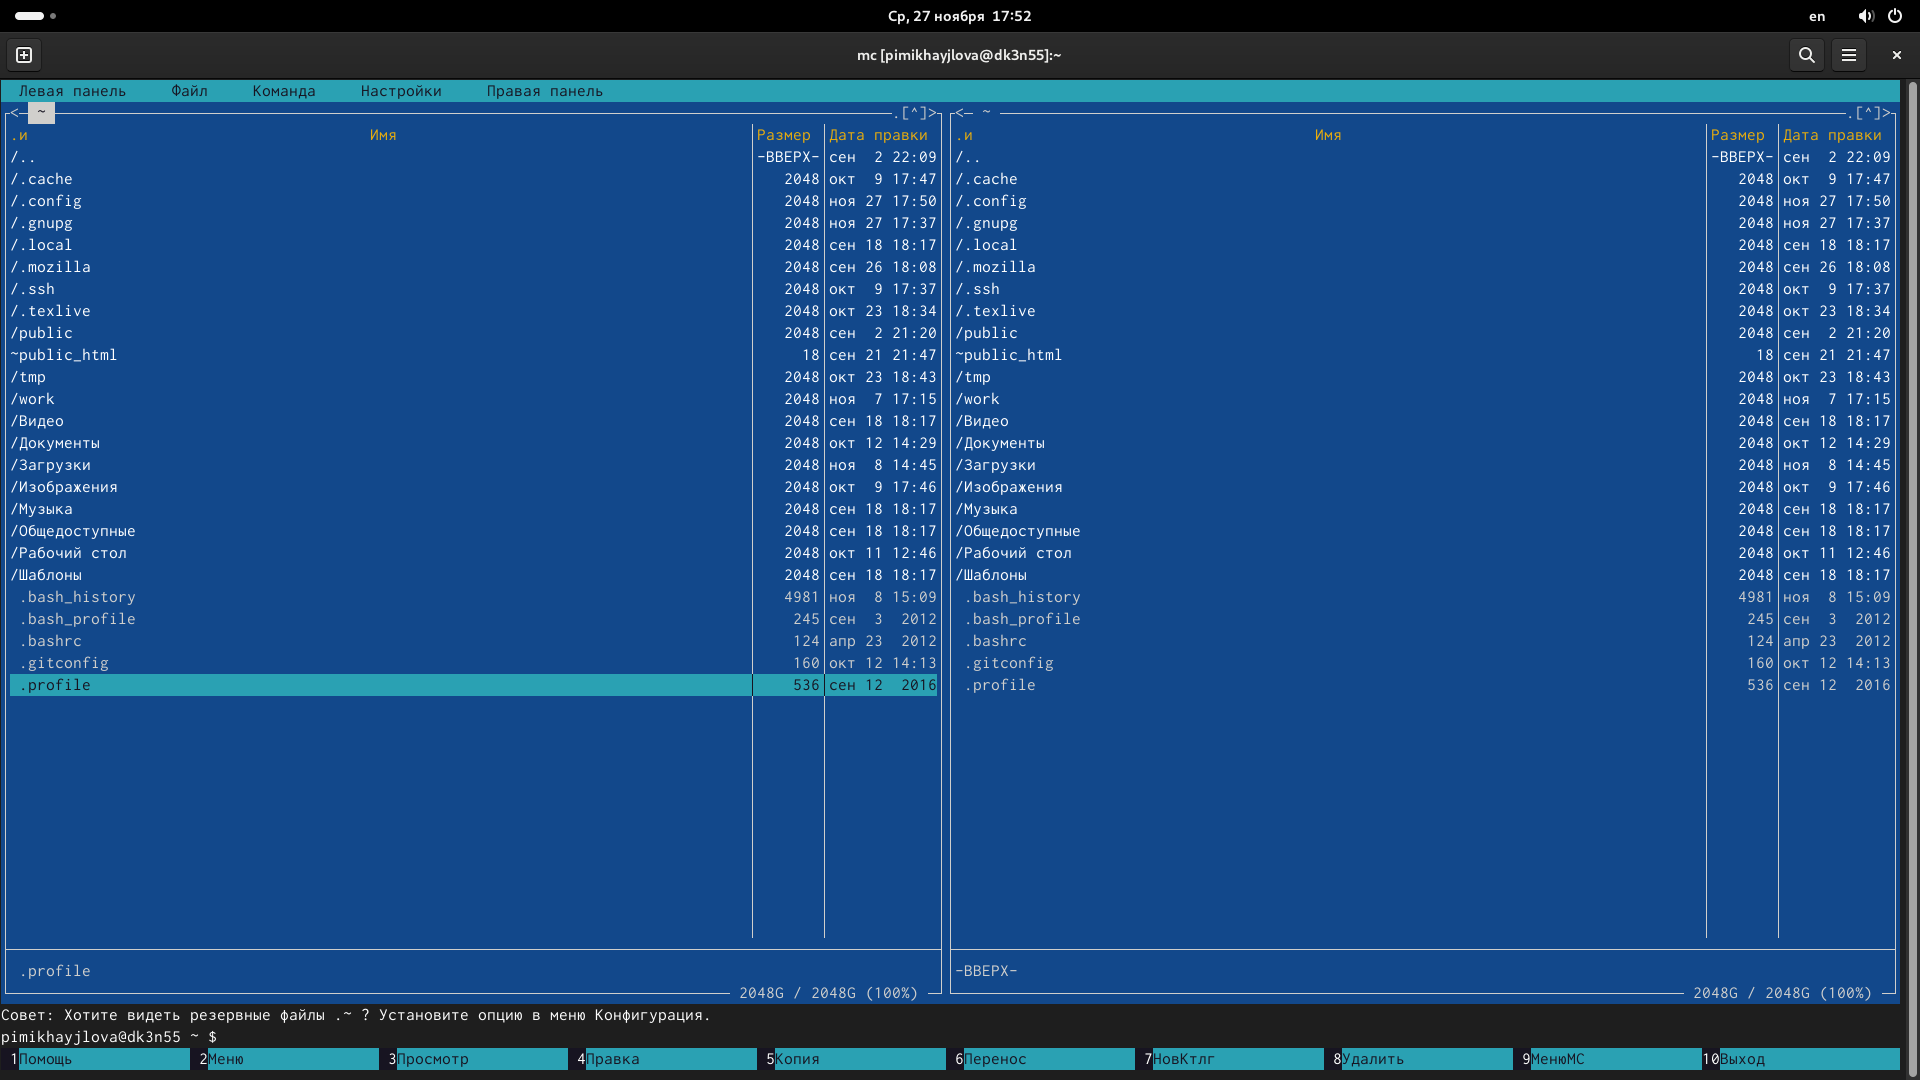 Ср, 27 ноября 17:52 en
mc [pimikhayjlova@dk3n55]:~
Левая панель Файл Команда Настройки Правая панель
<— ~ .[^]> <— ~ .[^]>
.и Имя Размер Дата правки .и Имя Размер Дата правки
/.. -ВВЕРХ- сен 2 22:09 /.. -ВВЕРХ- сен 2 22:09
/.cache 2048 окт 9 17:47 /.cache 2048 окт 9 17:47
/.config 2048 ноя 27 17:50 /.config 2048 ноя 27 17:50
/.gnupg 2048 ноя 27 17:37 /.gnupg 2048 ноя 27 17:37
/.local 2048 сен 18 18:17 /.local 2048 сен 18 18:17
/.mozilla 2048 сен 26 18:08 /.mozilla 2048 сен 26 18:08
/.ssh 2048 окт 9 17:37 /.ssh 2048 окт 9 17:37
/.texlive 2048 окт 23 18:34 /.texlive 2048 окт 23 18:34
/public 2048 сен 2 21:20 /public 2048 сен 2 21:20
~public_html 18 сен 21 21:47 ~public_html 18 сен 21 21:47
/tmp 2048 окт 23 18:43 /tmp 2048 окт 23 18:43
/work 2048 ноя 7 17:15 /work 2048 ноя 7 17:15
/Видео 2048 сен 18 18:17 /Видео 2048 сен 18 18:17
/Документы 2048 окт 12 14:29 /Документы 2048 окт 12 14:29
/Загрузки 2048 ноя 8 14:45 /Загрузки 2048 ноя 8 14:45
/Изображения 2048 окт 9 17:46 /Изображения 2048 окт 9 17:46
/Музыка 2048 сен 18 18:17 /Музыка 2048 сен 18 18:17
/Общедоступные 2048 сен 18 18:17 /Общедоступные 2048 сен 18 18:17
/Рабочий стол 2048 окт 11 12:46 /Рабочий стол 2048 окт 11 12:46
/Шаблоны 2048 сен 18 18:17 /Шаблоны 2048 сен 18 18:17
.bash_history 4981 ноя 8 15:09 .bash_history 4981 ноя 8 15:09
.bash_profile 245 сен 3 2012 .bash_profile 245 сен 3 2012
.bashrc 124 апр 23 2012 .bashrc 124 апр 23 2012
.gitconfig 160 окт 12 14:13 .gitconfig 160 окт 12 14:13
.profile 536 сен 12 2016 .profile 536 сен 12 2016
.profile -ВВЕРХ-
2048G / 2048G (100%) 2048G / 2048G (100%)
Совет: Хотите видеть резервные файлы .~ ? Установите опцию в меню Конфигурация.
pimikhayjlova@dk3n55 ~ $
1Помощь 2Меню 3Просмотр 4Правка 5Копия 6Перенос 7НовКтлг 8Удалить 9МенюМС 10Выход